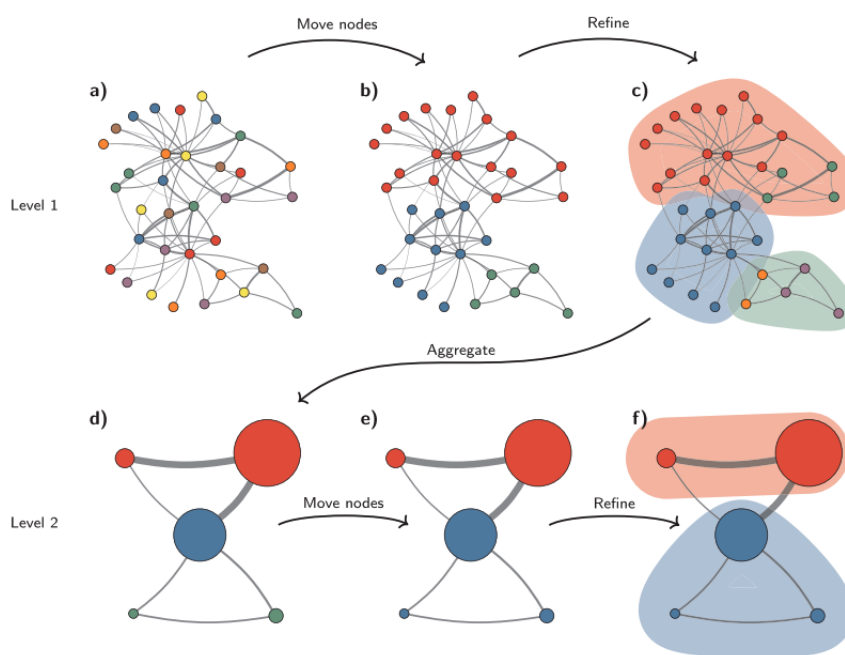 Move nodes
Refine
a)
b)
c)
Level 1
Aggregate
d)
e)
f)
Move nodes
Refine
Level 2